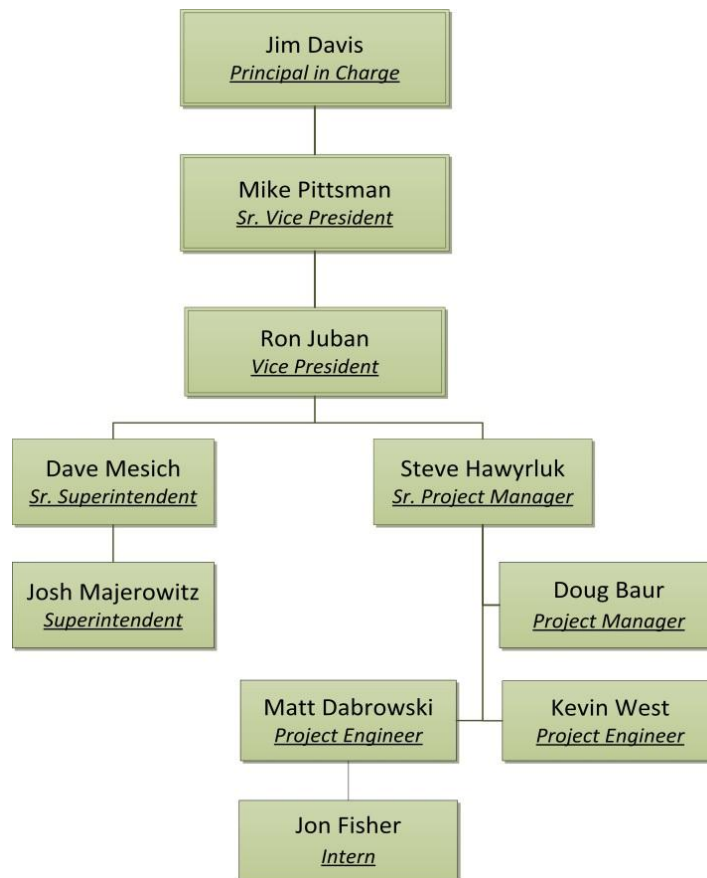 Jim Davis
Principal in Charge
Mike Pittsman
Sr. Vice President
Ron Juban
Vice President
Dave Mesich
Sr. Superintendent
Steve Hawyrluk
Sr. Project Manager
Josh Majerowitz
Superintendent
Doug Baur
Project Manager
Matt Dabrowski
Project Engineer
Kevin West
Project Engineer
Jon Fisher
Intern